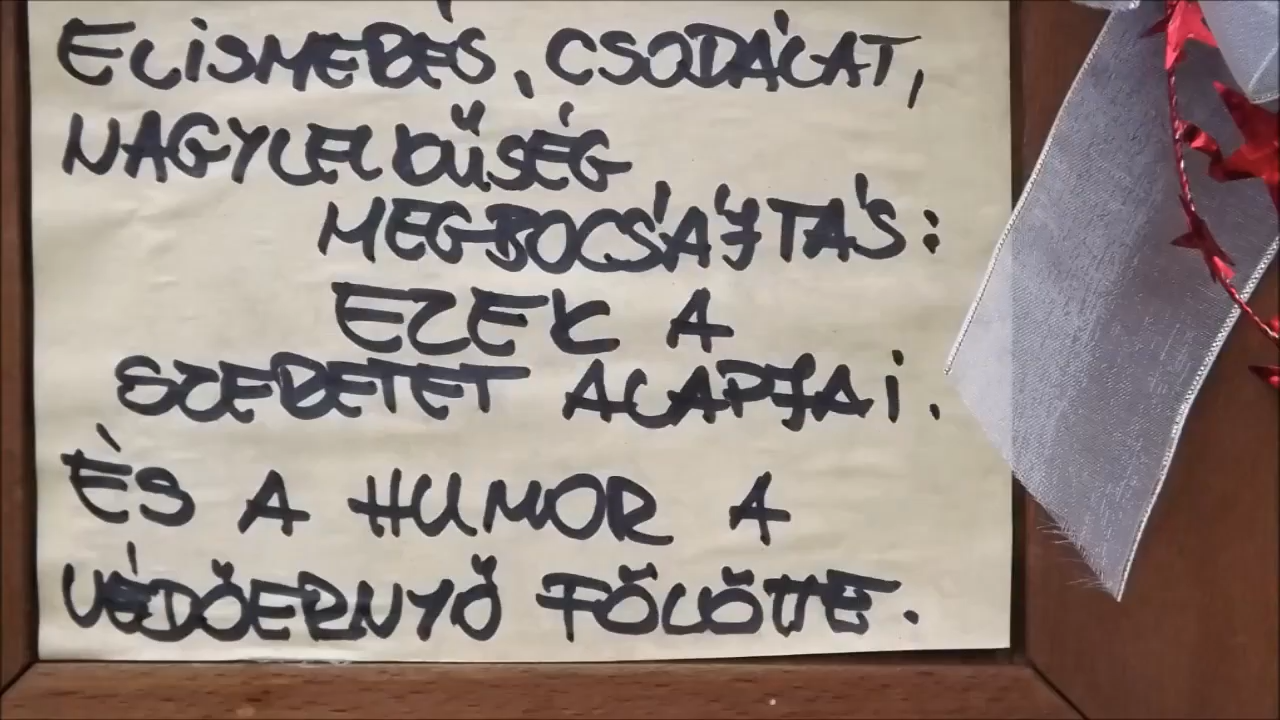 ELiSMERÉS, CSODÁLAT,
NAGYLELKŰSÉG
MEGBOCSÁJTÁS:
EZEK A
SZERETET ALAPJAi.
ÉS A HUMOR A
VÉDŐERNYŐ FÖLÖTTE.